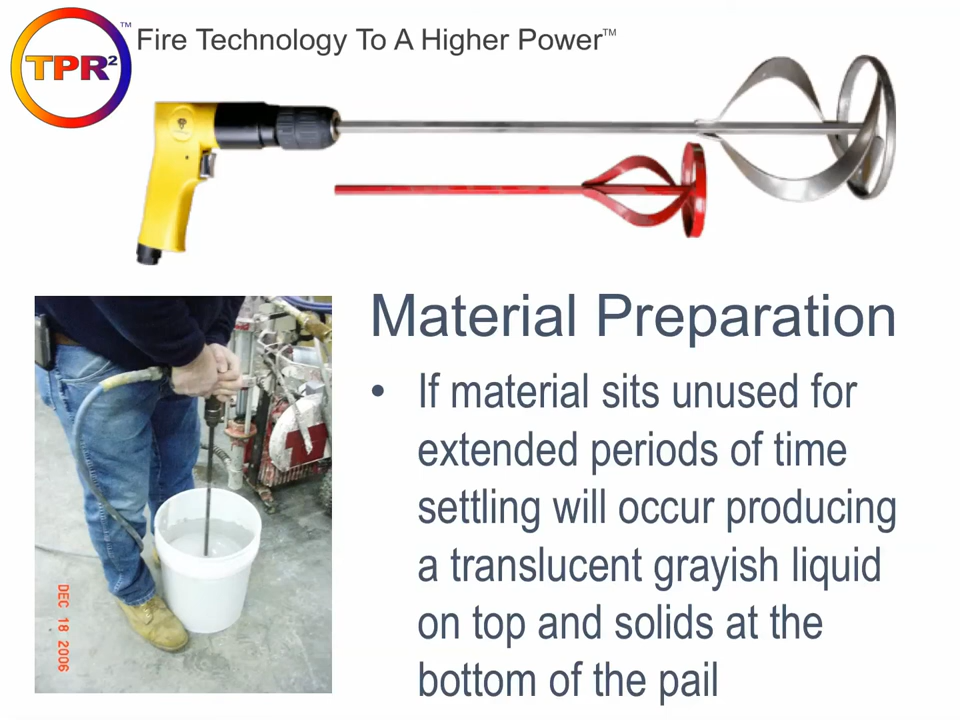 TPR²™
Fire Technology To A Higher Power™
Material Preparation
• If material sits unused for
extended periods of time
settling will occur producing
a translucent grayish liquid
on top and solids at the
bottom of the pail
DEC 18 2006